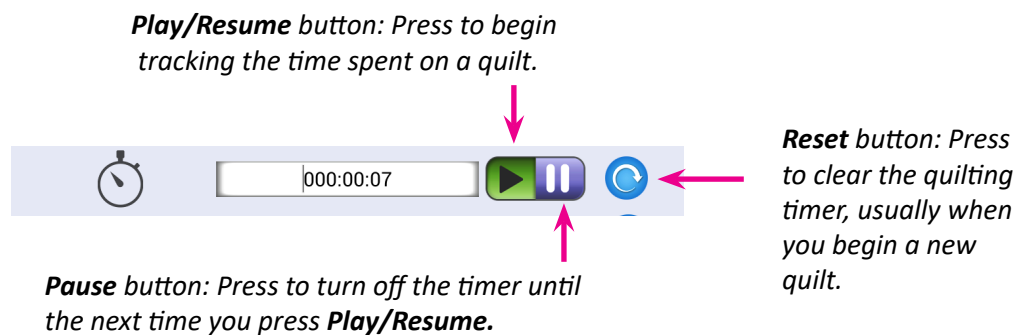 Play/Resume button: Press to begin
tracking the time spent on a quilt.
000:00:07
Reset button: Press
to clear the quilting
timer, usually when
you begin a new
quilt.
Pause button: Press to turn off the timer until
the next time you press Play/Resume.